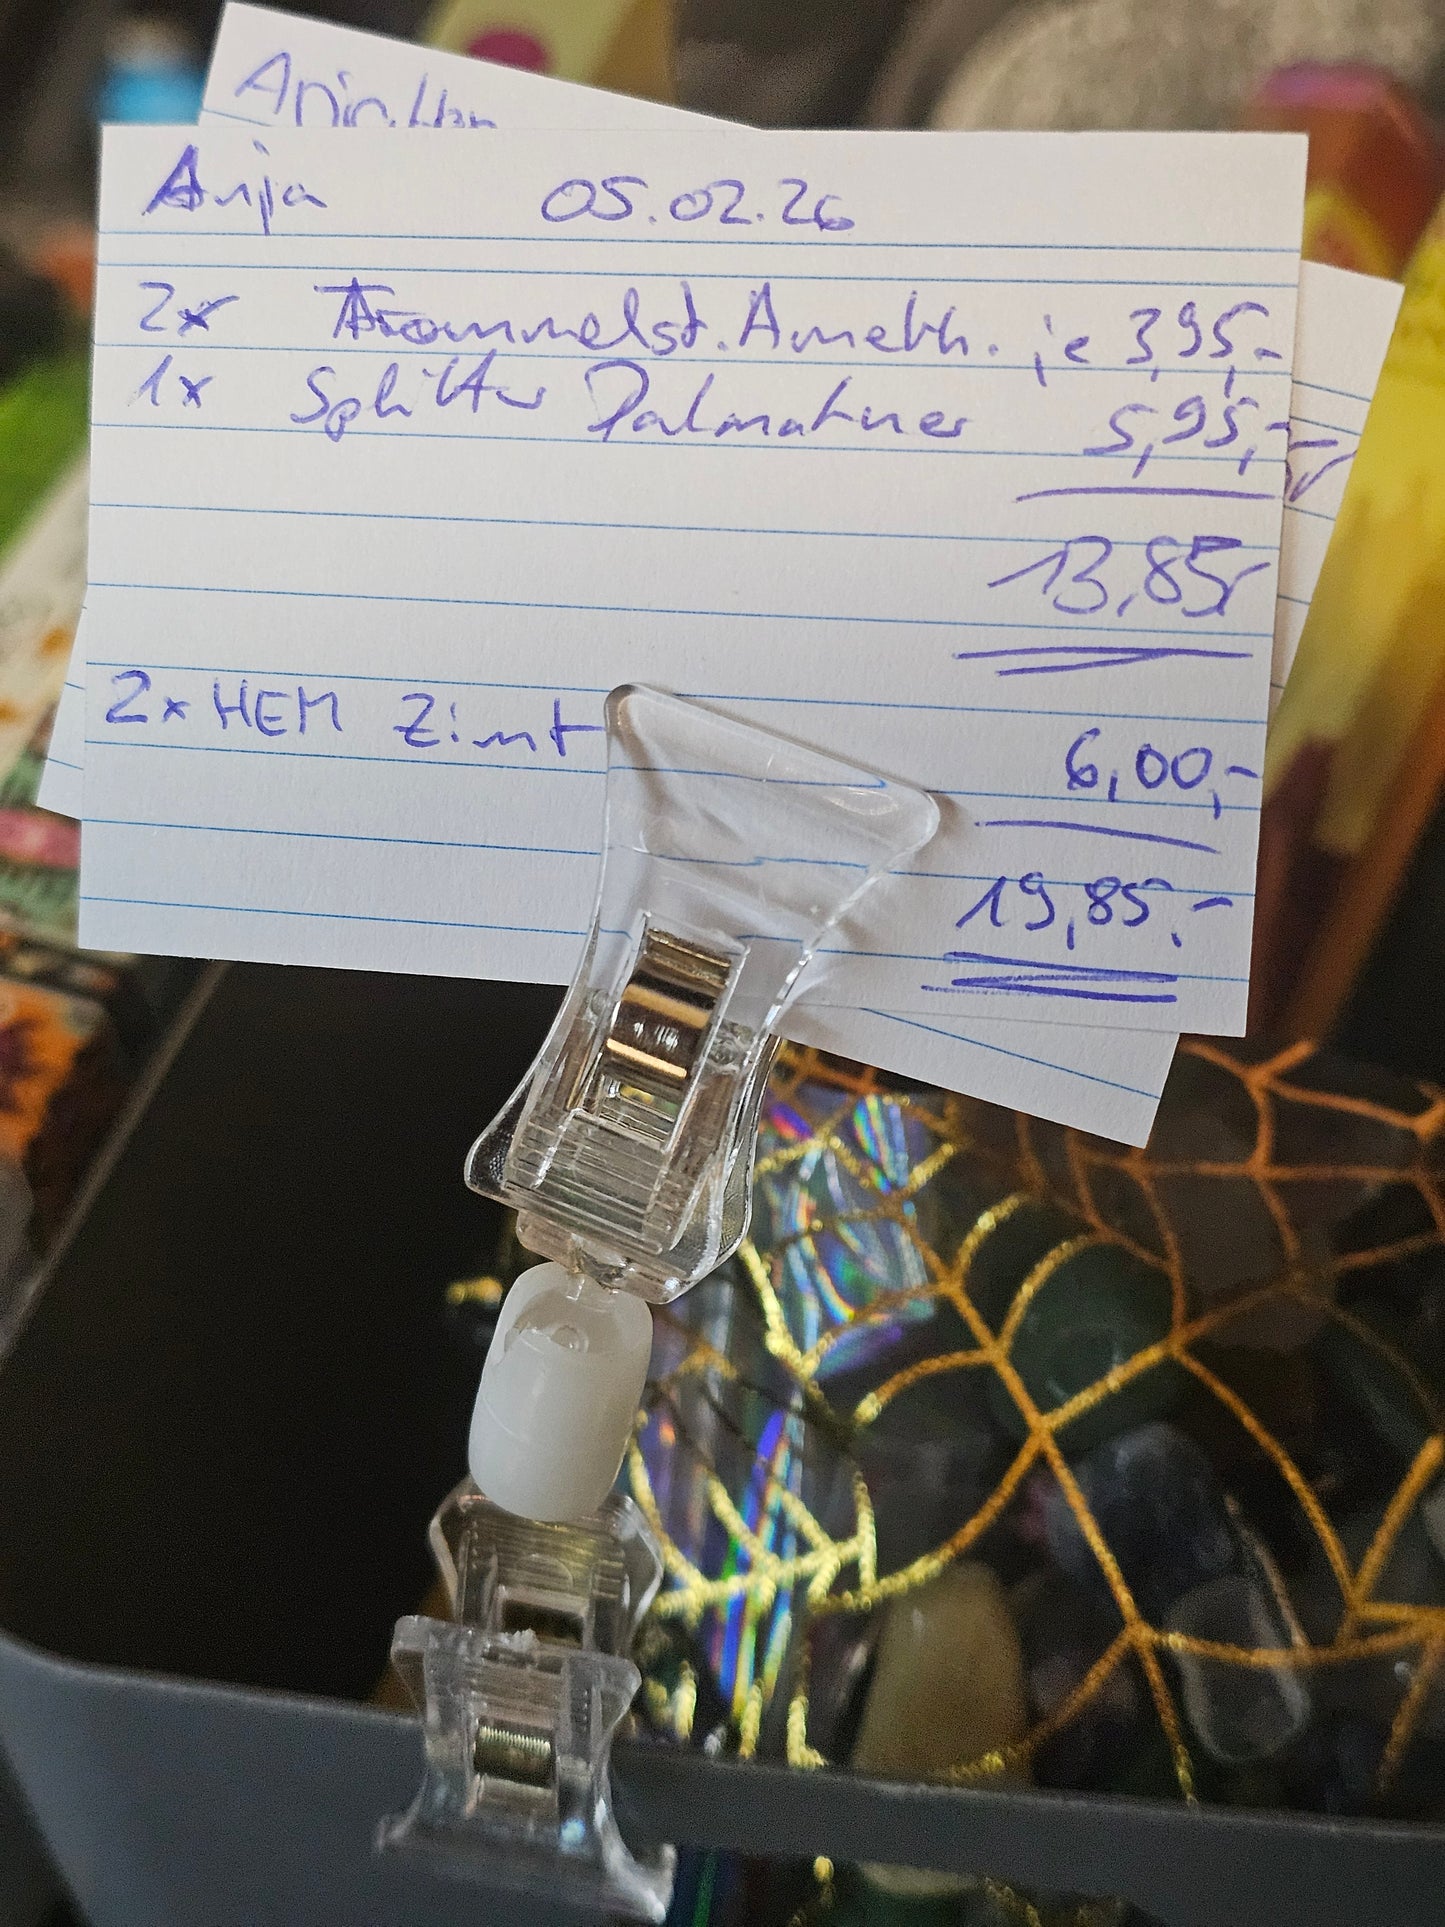 Anja 05.02.26
2x Trommelst. Ameth. je 3,95,-
1x Splitter Dalmatiner 5,95,-
13,85,-
2x HEM Zimt 6,00,-
19,85,-